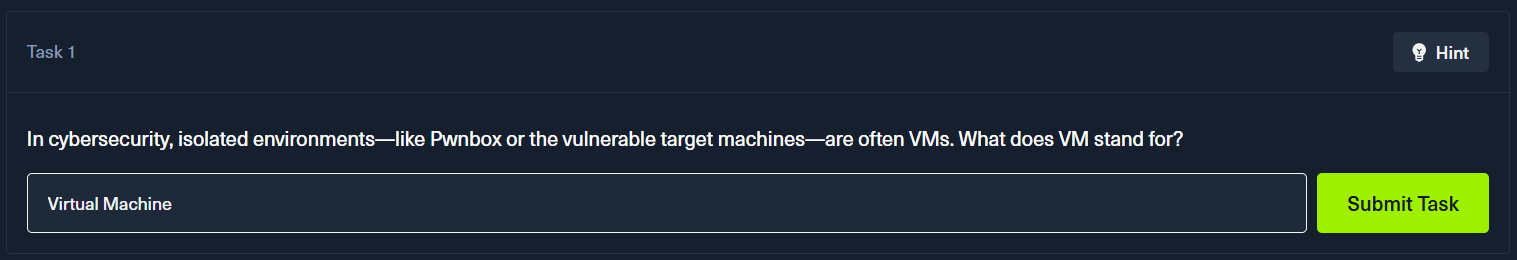 Task 1
Hint
In cybersecurity, isolated environments—like Pwnbox or the vulnerable target machines—are often VMs. What does VM stand for?
Virtual Machine
Submit Task